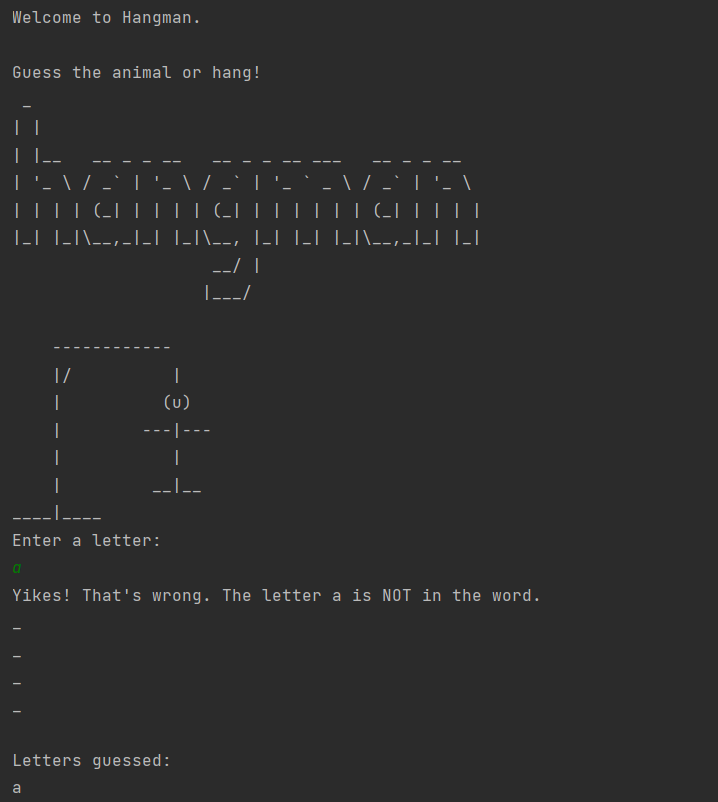 Welcome to Hangman.
Guess the animal or hang!
 _
| |
| |__   __ _ _ __   __ _ _ __ ___   __ _ _ __
| '_ \ / _` | '_ \ / _` | '_ ` _ \ / _` | '_ \
| | | | (_| | | | | (_| | | | | | | (_| | | | |
|_| |_|\__,_|_| |_|\__, |_| |_| |_|\__,_|_| |_|
                    __/ |
                   |___/
    ------------
    |/          |
    |          (u)
    |        ---|---
    |           |
    |         __|__
____|____
Enter a letter:
a
Yikes! That's wrong. The letter a is NOT in the word.
_
_
_
_
Letters guessed:
a